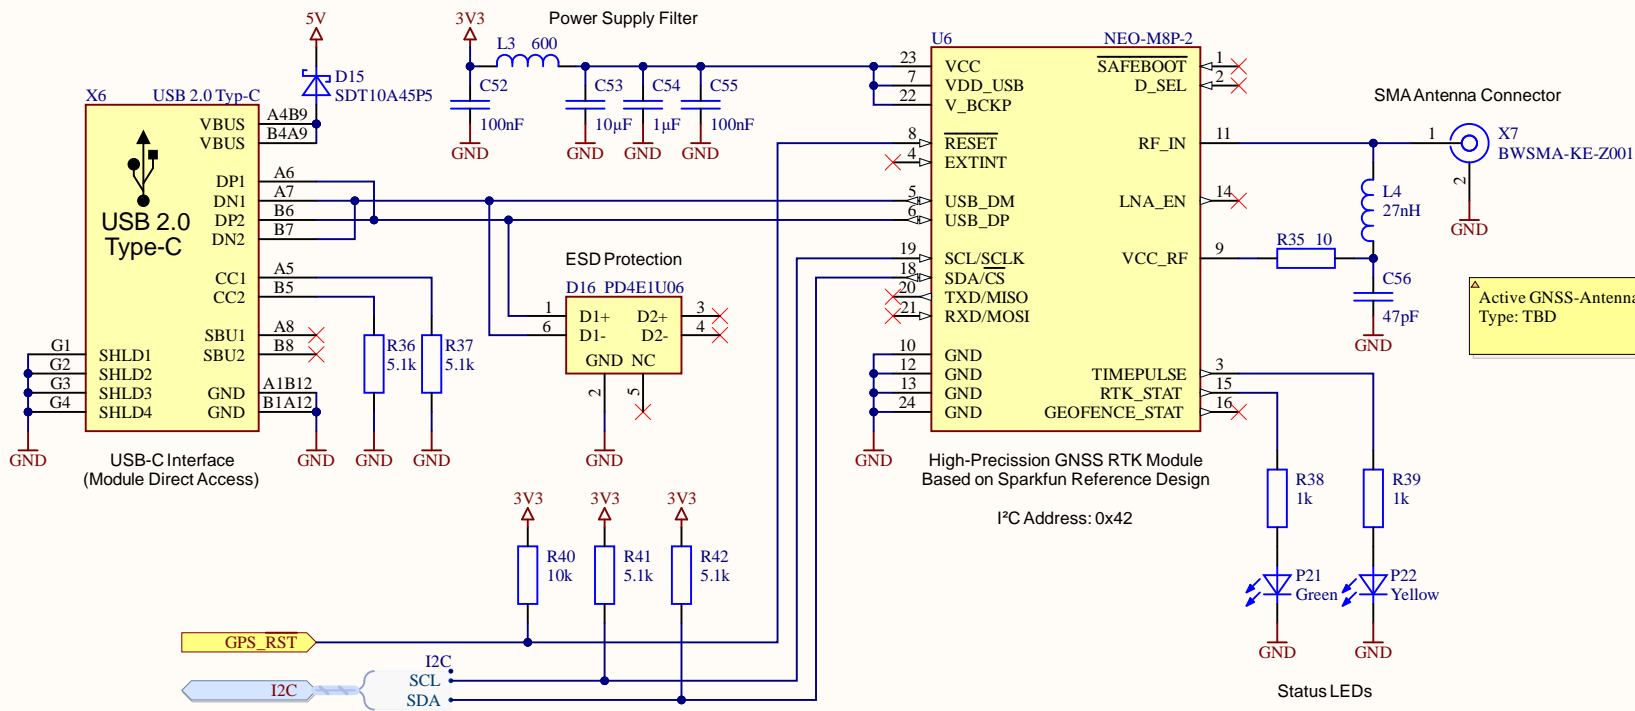 5V
D15
SDT10A45P5
X6
USB 2.0 Typ-C
VBUS
VBUS
A4B9
B4A9
DP1
DN1
DP2
DN2
A6
A7
B6
B7
USB 2.0
Type-C
CC1
CC2
A5
B5
SBU1
SBU2
A8
B8
G1
G2
G3
G4
SHLD1
SHLD2
SHLD3
SHLD4
GND
GND
A1B12
B1A12
GND
GND
USB-C Interface
(Module Direct Access)
R36
5.1k
R37
5.1k
GND
GND
3V3
Power Supply Filter
L3 600
C52
100nF
GND
C53
10µF
GND
C54
1µF
GND
C55
100nF
GND
ESD Protection
D16 PD4E1U06
1
6
D1+
D1-
D2+
D2-
3
4
GND NC
2
5
GND
U6
NEO-M8P-2
23
7
22
VCC
VDD_USB
V_BCKP
8
4
RESET
EXTINT
5
6
USB_DM
USB_DP
19
18
20
21
SCL/SCLK
SDA/CS
TXD/MISO
RXD/MOSI
10
12
13
24
GND
GND
GND
GND
GND
SAFEBOOT
D_SEL
1
2
RF_IN
11
LNA_EN
14
VCC_RF
9
TIMEPULSE
RTK_STAT
GEOFENCE_STAT
3
15
16
High-Precission GNSS RTK Module
Based on Sparkfun Reference Design
I²C Address: 0x42
SMA Antenna Connector
1
X7
BWSMA-KE-Z001
2
GND
L4
27nH
R35 10
C56
47pF
GND
Active GNSS-Antenna
Type: TBD
R38
1k
R39
1k
P21
Green
P22
Yellow
GND
GND
Status LEDs
3V3
3V3
3V3
R40
10k
R41
5.1k
R42
5.1k
GPS_RST
I2C
I2C
SCL
SDA